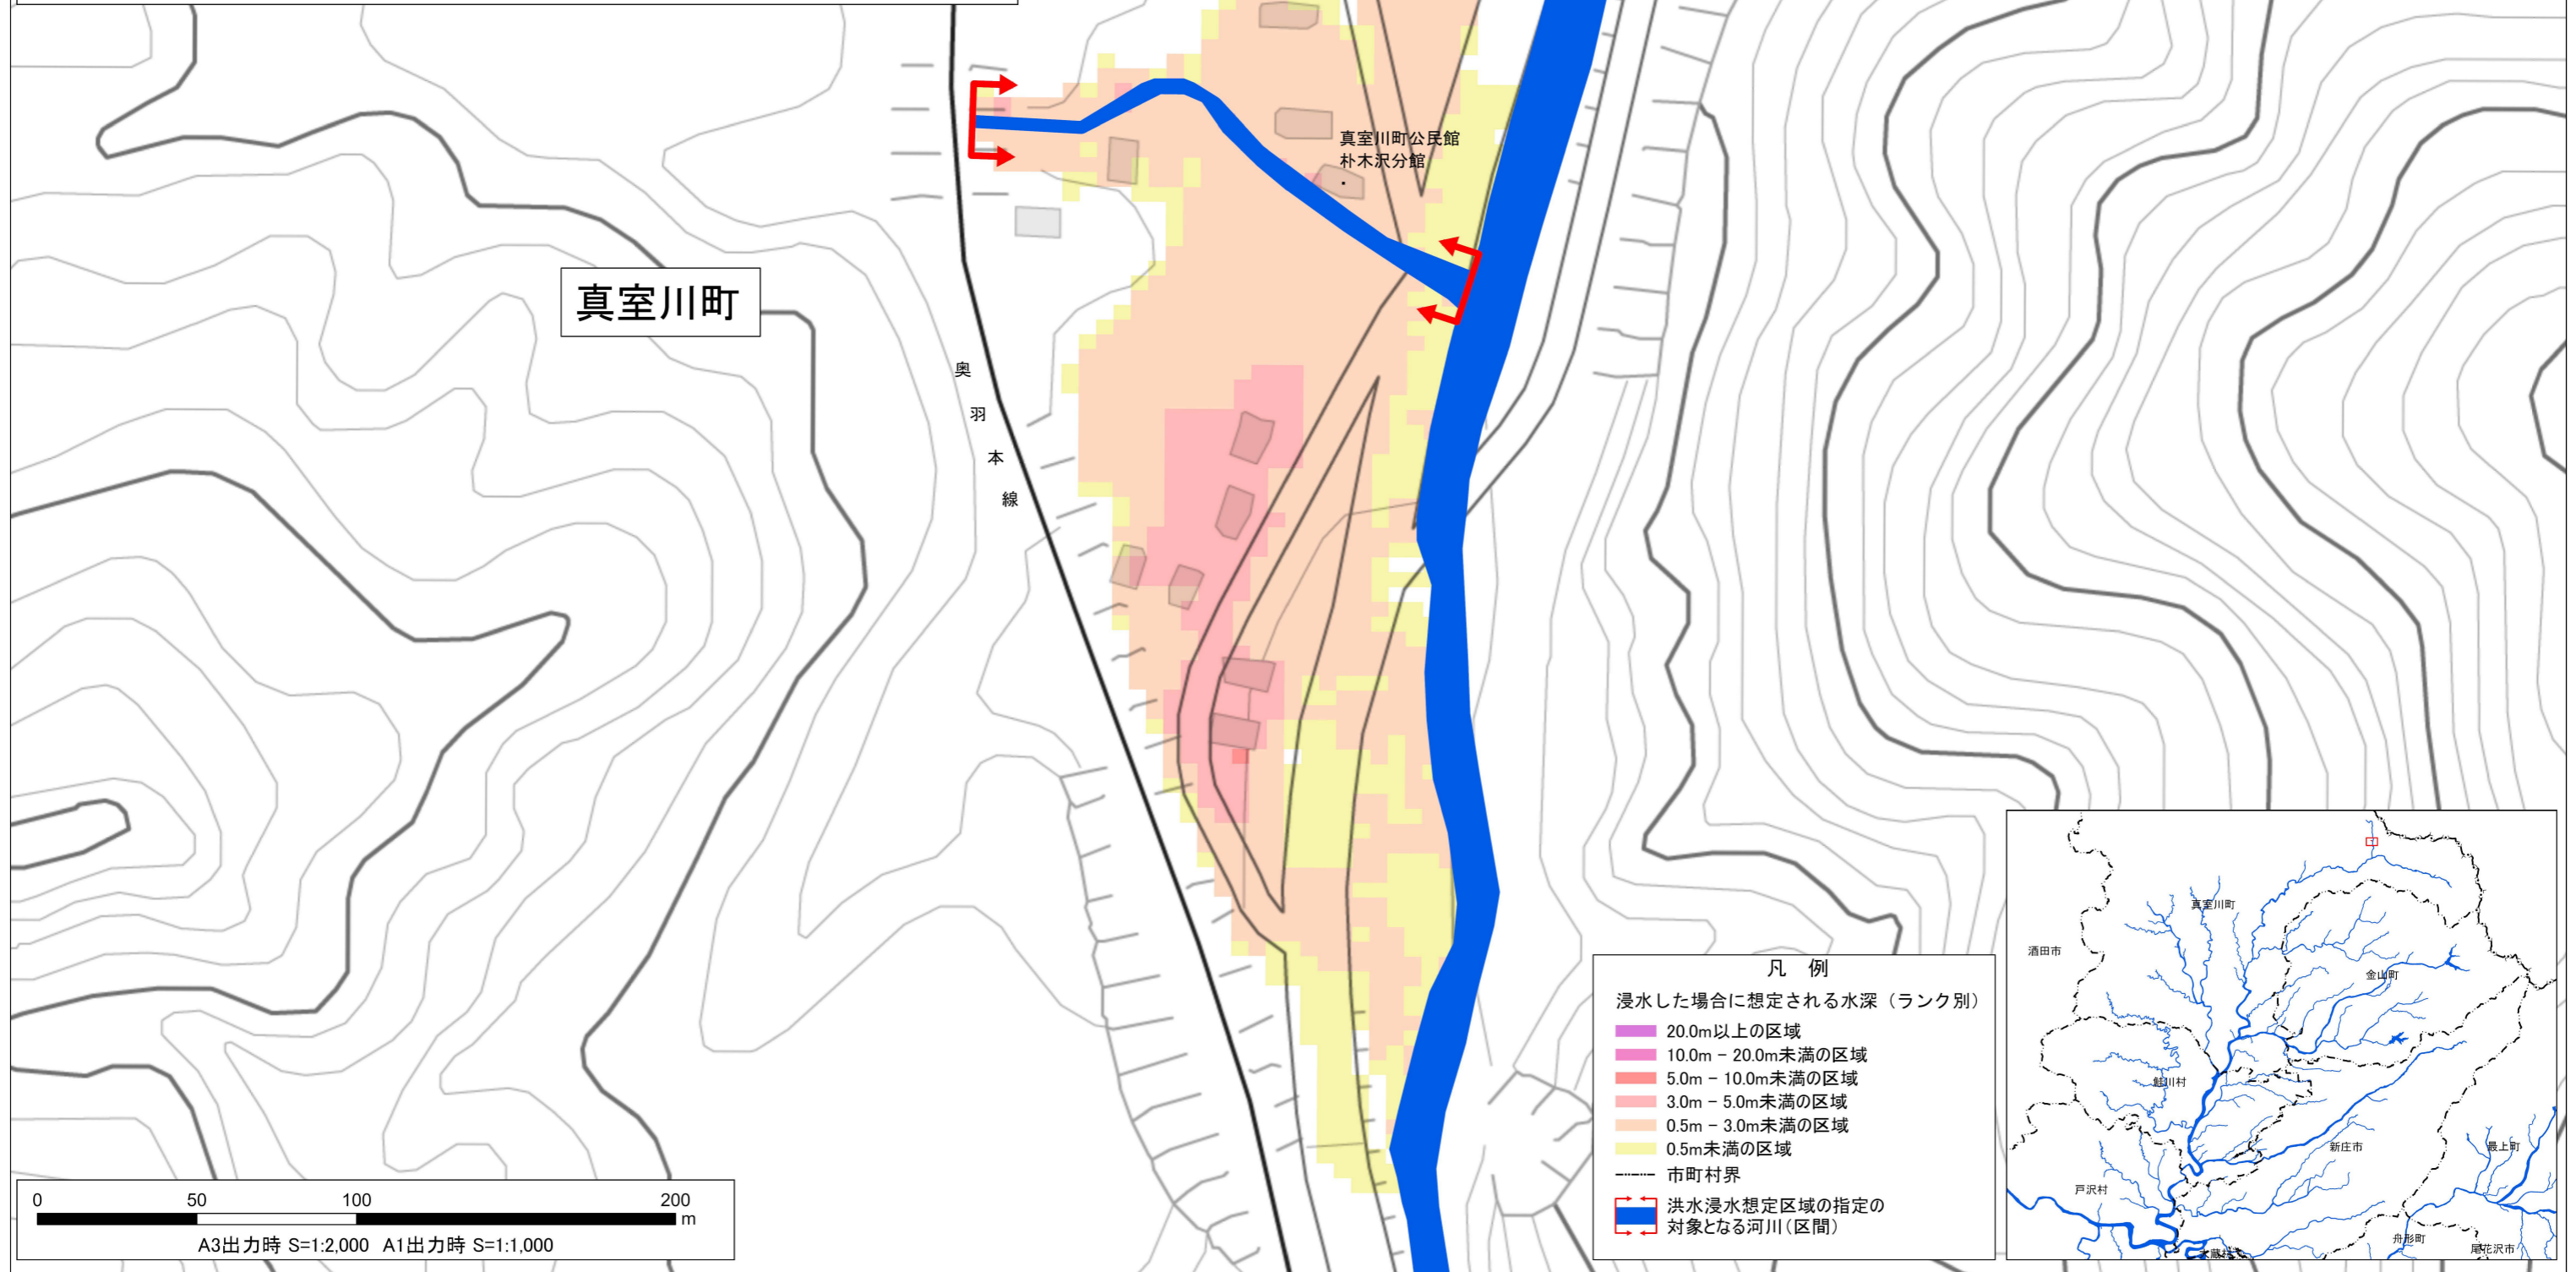 真室川町公民館
朴木沢分館
真室川町
奥
羽
本
線
0 50 100 200
m
A3出力時 S=1:2,000 A1出力時 S=1:1,000
凡 例
浸水した場合に想定される水深（ランク別）
20.0m以上の区域
10.0m − 20.0m未満の区域
5.0m − 10.0m未満の区域
3.0m − 5.0m未満の区域
0.5m − 3.0m未満の区域
0.5m未満の区域
市町村界
洪水浸水想定区域の指定の
対象となる河川（区間）
真室川町
酒田市
金山町
鮭川村
新庄市
最上町
戸沢村
舟形町
尾花沢市
大蔵村